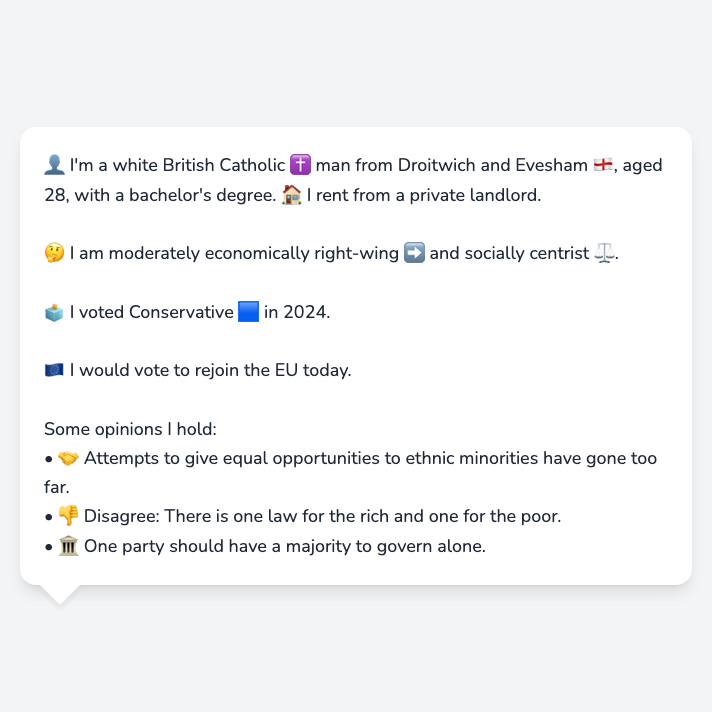 👤 I'm a white British Catholic ✝️ man from Droitwich and Evesham 🏴󠁧󠁢󠁥󠁮󠁧󠁿, aged
28, with a bachelor's degree. 🏠 I rent from a private landlord.
🤔 I am moderately economically right-wing ➡️ and socially centrist ⚖️.
🗳️ I voted Conservative 🟦 in 2024.
🇪🇺 I would vote to rejoin the EU today.
Some opinions I hold:
• 🤝 Attempts to give equal opportunities to ethnic minorities have gone too
far.
• 👎 Disagree: There is one law for the rich and one for the poor.
• 🏛️ One party should have a majority to govern alone.